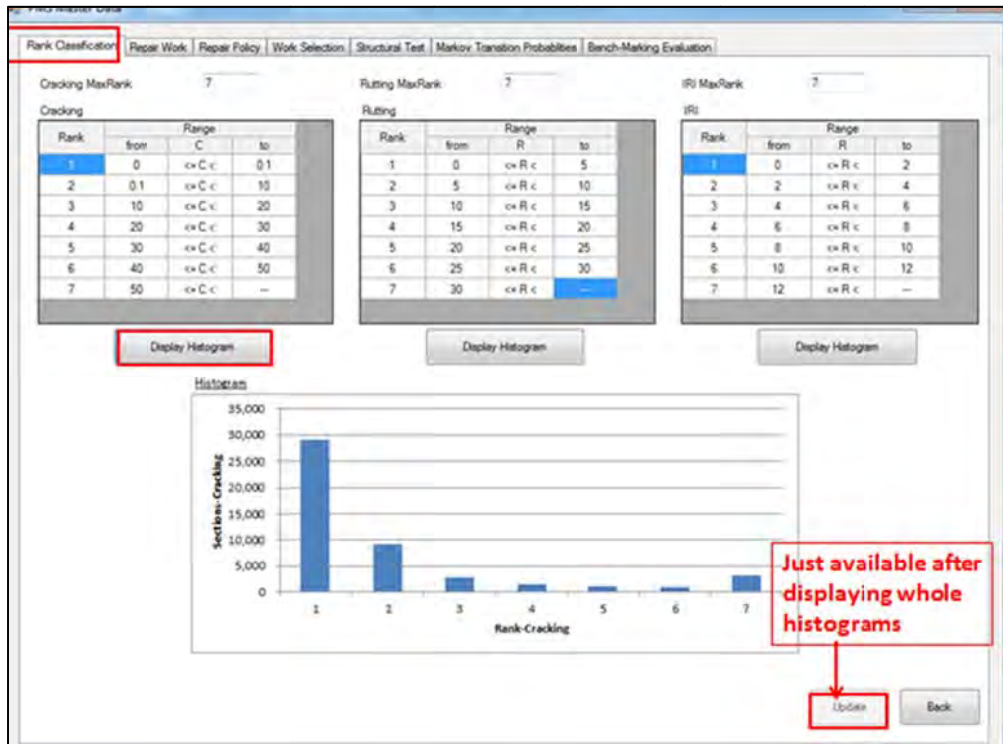 PMS Master Data
Rank Classification Repair Work Repair Policy Work Selection Structural Test Markov Transtion Probablities Bench-Marking Evaluation
Cracking MaxRank 7 Rutting MaxRank 7 IRI MaxRank 7
Cracking Rutting IRI
Rank Range Rank Range Rank Range
from C to from R to from R to
1 0 <= C < 0.1 1 0 <= R < 5 1 0 <= R < 2
2 0.1 <= C < 10 2 5 <= R < 10 2 2 <= R < 4
3 10 <= C < 20 3 10 <= R < 15 3 4 <= R < 6
4 20 <= C < 30 4 15 <= R < 20 4 6 <= R < 8
5 30 <= C < 40 5 20 <= R < 25 5 8 <= R < 10
6 40 <= C < 50 6 25 <= R < 30 6 10 <= R < 12
7 50 <= C < --- 7 30 <= R < --- 7 12 <= R < ---
Display Histogram Display Histogram Display Histogram
Histogram
35,000
30,000
25,000
20,000
15,000
10,000
5,000
0
Sections-Cracking
1 2 3 4 5 6 7
Rank-Cracking
Just available after
displaying whole
histograms
Update Back